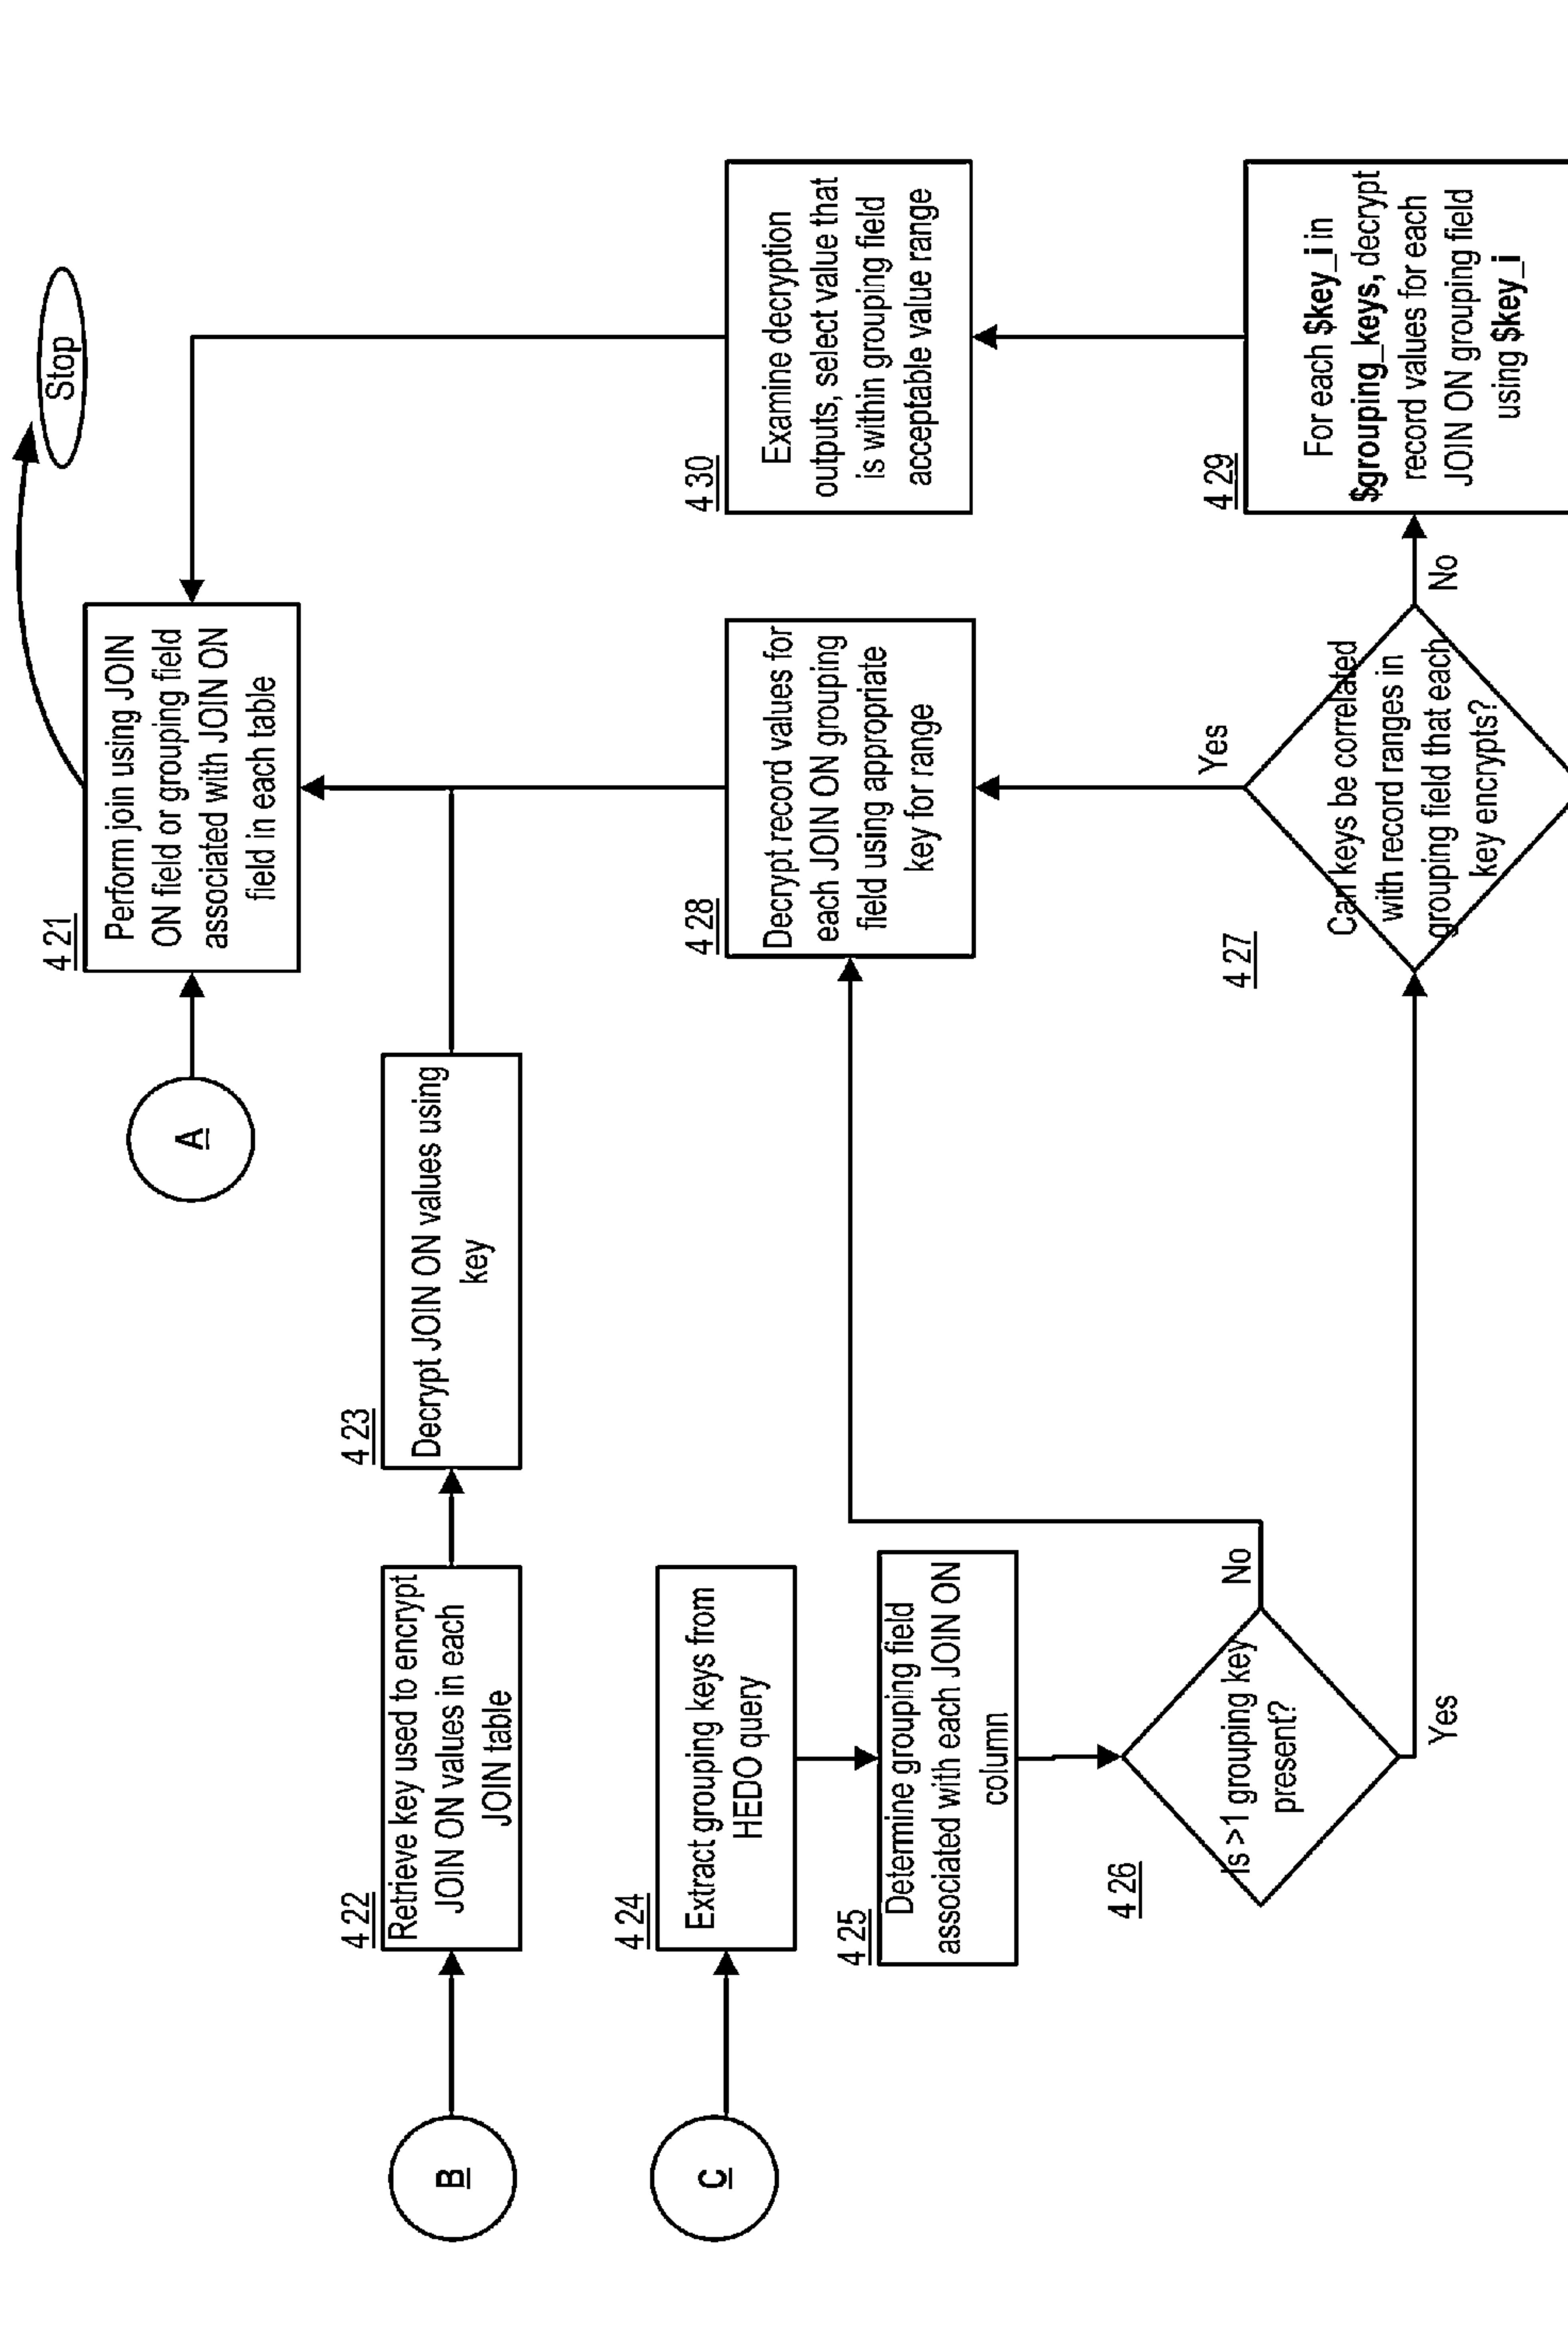 Stop
4 21
Perform join using JOIN
ON field or grouping field
associated with JOIN ON
field in each table
A
B
4 22
Retrieve key used to encrypt
JOIN ON values in each
JOIN table
4 23
Decrypt JOIN ON values using
key
C
4 24
Extract grouping keys from
HEDO query
4 25
Determine grouping field
associated with each JOIN ON
column
4 26
Is >1 grouping key
present?
No
Yes
4 28
Decrypt record values for
each JOIN ON grouping
field using appropriate
key for range
4 27
Can keys be correlated
with record ranges in
grouping field that each
key encrypts?
Yes
No
4 29
For each $key_i in
$grouping_keys, decrypt
record values for each
JOIN ON grouping field
using $key_i
4 30
Examine decryption
outputs, select value that
is within grouping field
acceptable value range